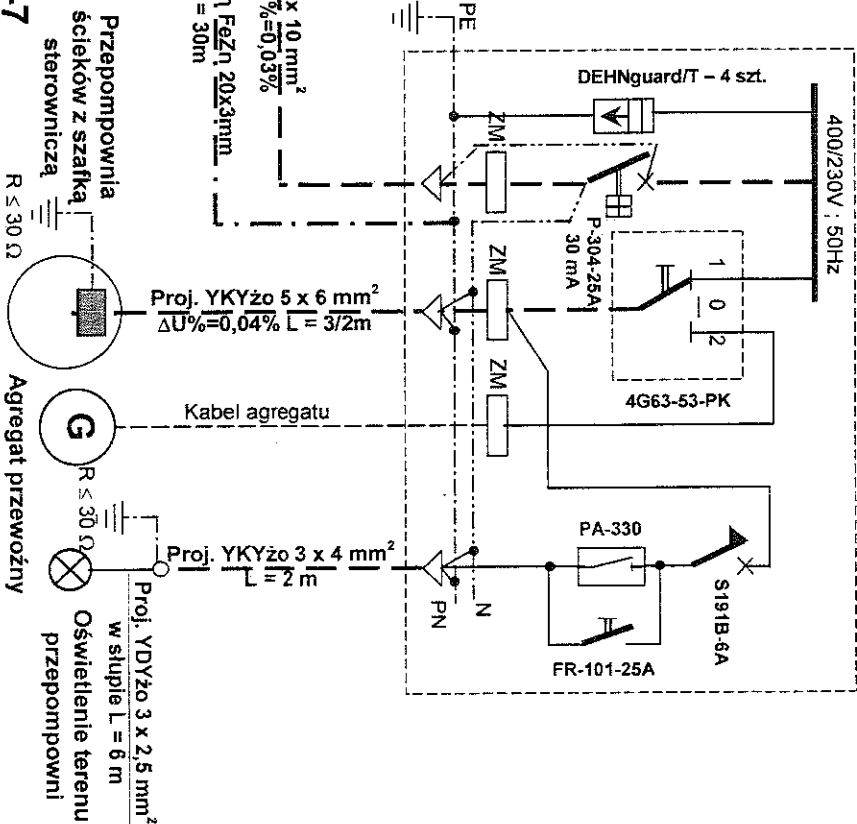 400/230V ; 50Hz
DEHNguard/T – 4 szt.
PE
ZM
P-304-25A
30 mA
1 0 2
4G63-53-PK
ZM
ZM
PA-330
S191B-6A
FR-101-25A
N
PN
x 10 mm²
%=0,03%
FeZn 20x3mm
= 30m
Proj. YKYżo 5 x 6 mm²
ΔU%=0,04% L = 3/2m
Kabel agregatu
Proj. YKYżo 3 x 4 mm²
L = 2 m
Proj. YDYżo 3 x 2,5 mm²
w słupie L = 6 m
Przepompownia
ścieków z szafką
sterowniczą
R ≤ 30 Ω
G
Agregat przewoźny
R ≤ 30 Ω
Oświetlenie terenu
przepompowni
-7